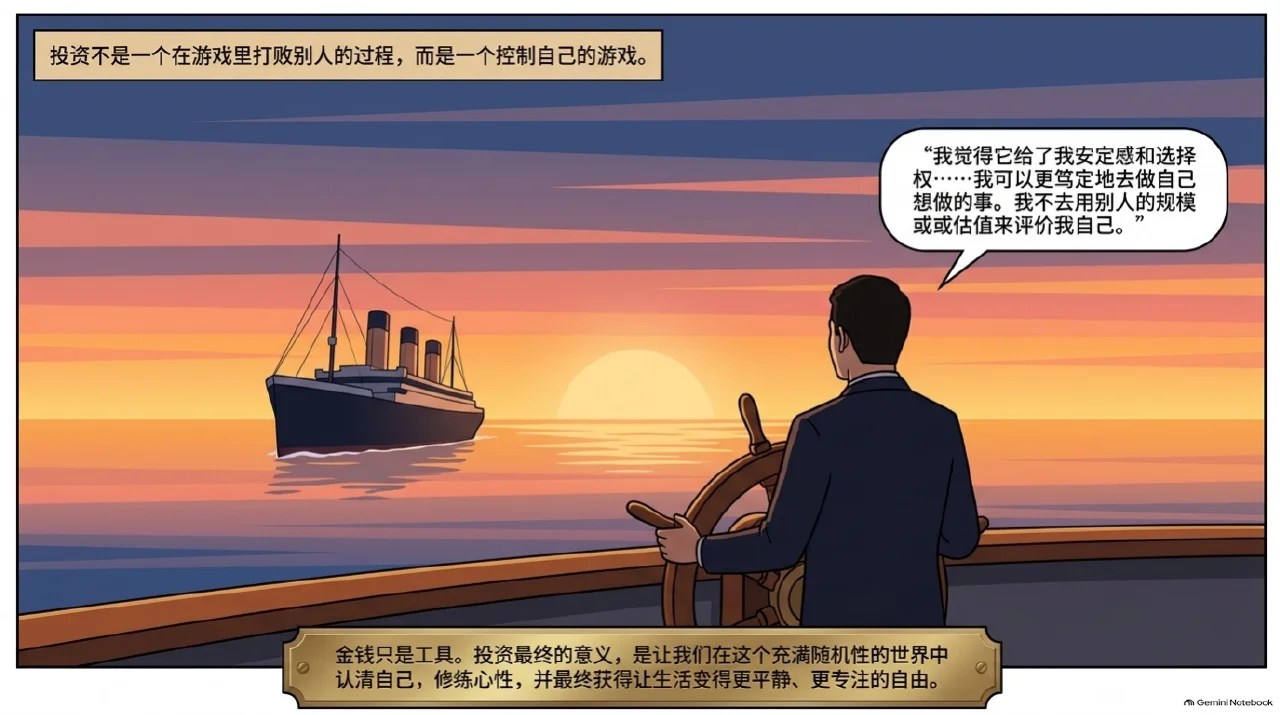 投资不是一个在游戏里打败别人的过程，而是一个控制自己的游戏。
“我觉得它给了我安定感和选择
权……我可以更笃定地去做自己
想做的事。我不去用别人的规模
或或估值来评价我自己。”
金钱只是工具。投资最终的意义，是让我们在这个充满随机性的世界中
认清自己，修练心性，并最终获得让生活变得更平静、更专注的自由。
Gemini Notebook